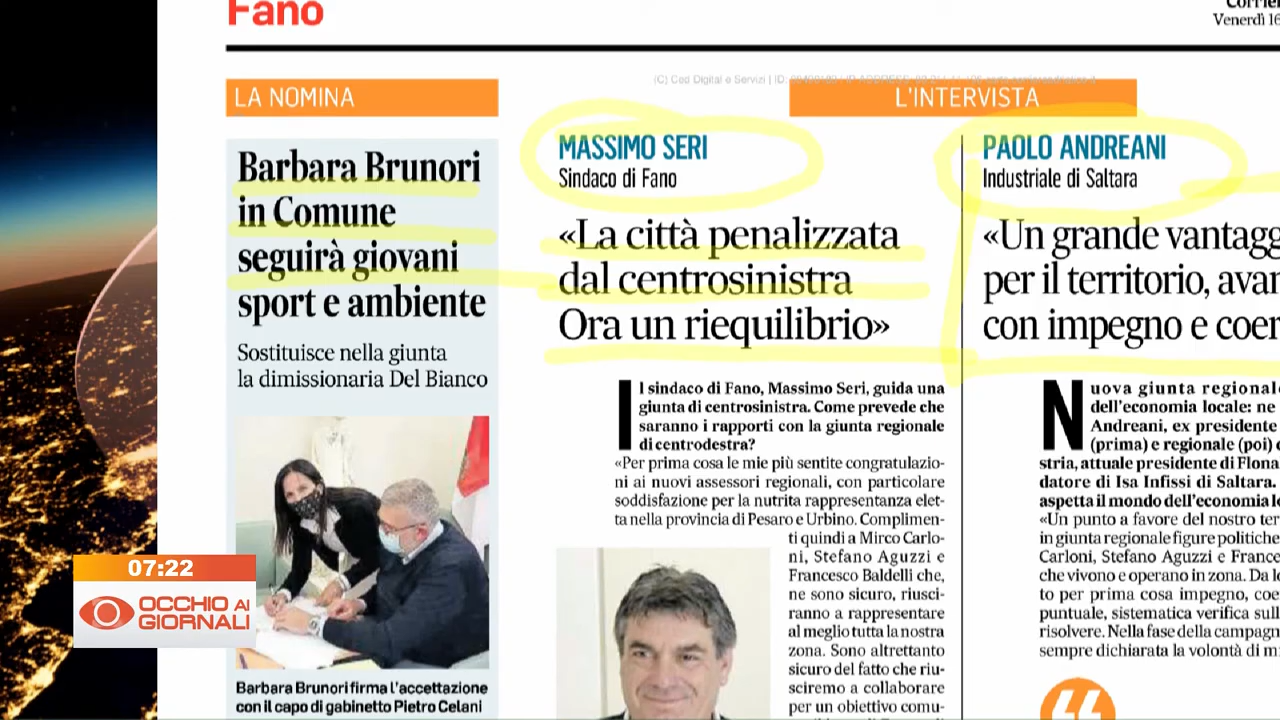 Fano
Venerdì 16
LA NOMINA
Barbara Brunori
in Comune
seguirà giovani
sport e ambiente
Sostituisce nella giunta
la dimissionaria Del Bianco
Barbara Brunori firma l'accettazione
con il capo di gabinetto Pietro Celani
(C) Ced Digital e Servizi | ID:
L'INTERVISTA
MASSIMO SERI
Sindaco di Fano
«La città penalizzata
dal centrosinistra
Ora un riequilibrio»
Il sindaco di Fano, Massimo Seri, guida una
giunta di centrosinistra. Come prevede che
saranno i rapporti con la giunta regionale
di centrodestra?
«Per prima cosa le mie più sentite congratulazio-
ni ai nuovi assessori regionali, con particolare
soddisfazione per la nutrita rappresentanza elet-
ta nella provincia di Pesaro e Urbino. Complimen-
ti quindi a Mirco Carlo-
ni, Stefano Aguzzi e
Francesco Baldelli che,
ne sono sicuro, riusci-
ranno a rappresentare
al meglio tutta la nostra
zona. Sono altrettanto
sicuro del fatto che riu-
sciremo a collaborare
per un obiettivo comu-
PAOLO ANDREANI
Industriale di Saltara
«Un grande vantagg
per il territorio, avan
con impegno e coer
Nuova giunta regional
dell'economia locale: ne
Andreani, ex presidente
(prima) e regionale (poi)
stria, attuale presidente di Flona
datore di Isa Infissi di Saltara.
aspetta il mondo dell'economia lo
«Un punto a favore del nostro ter
in giunta regionale figure politiche
Carloni, Stefano Aguzzi e France
che vivono e operano in zona. Da lo
to per prima cosa impegno, coe
puntuale, sistematica verifica sull
risolvere. Nella fase della campagn
sempre dichiarata la volontà di m
07:22
OCCHIO AI
GIORNALI